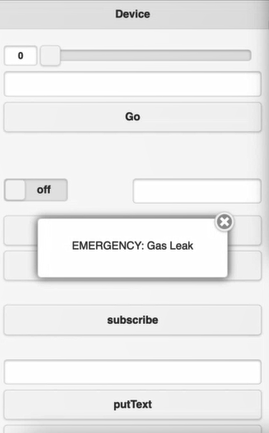 Device
0
Go
off
EMERGENCY: Gas Leak
subscribe
putText